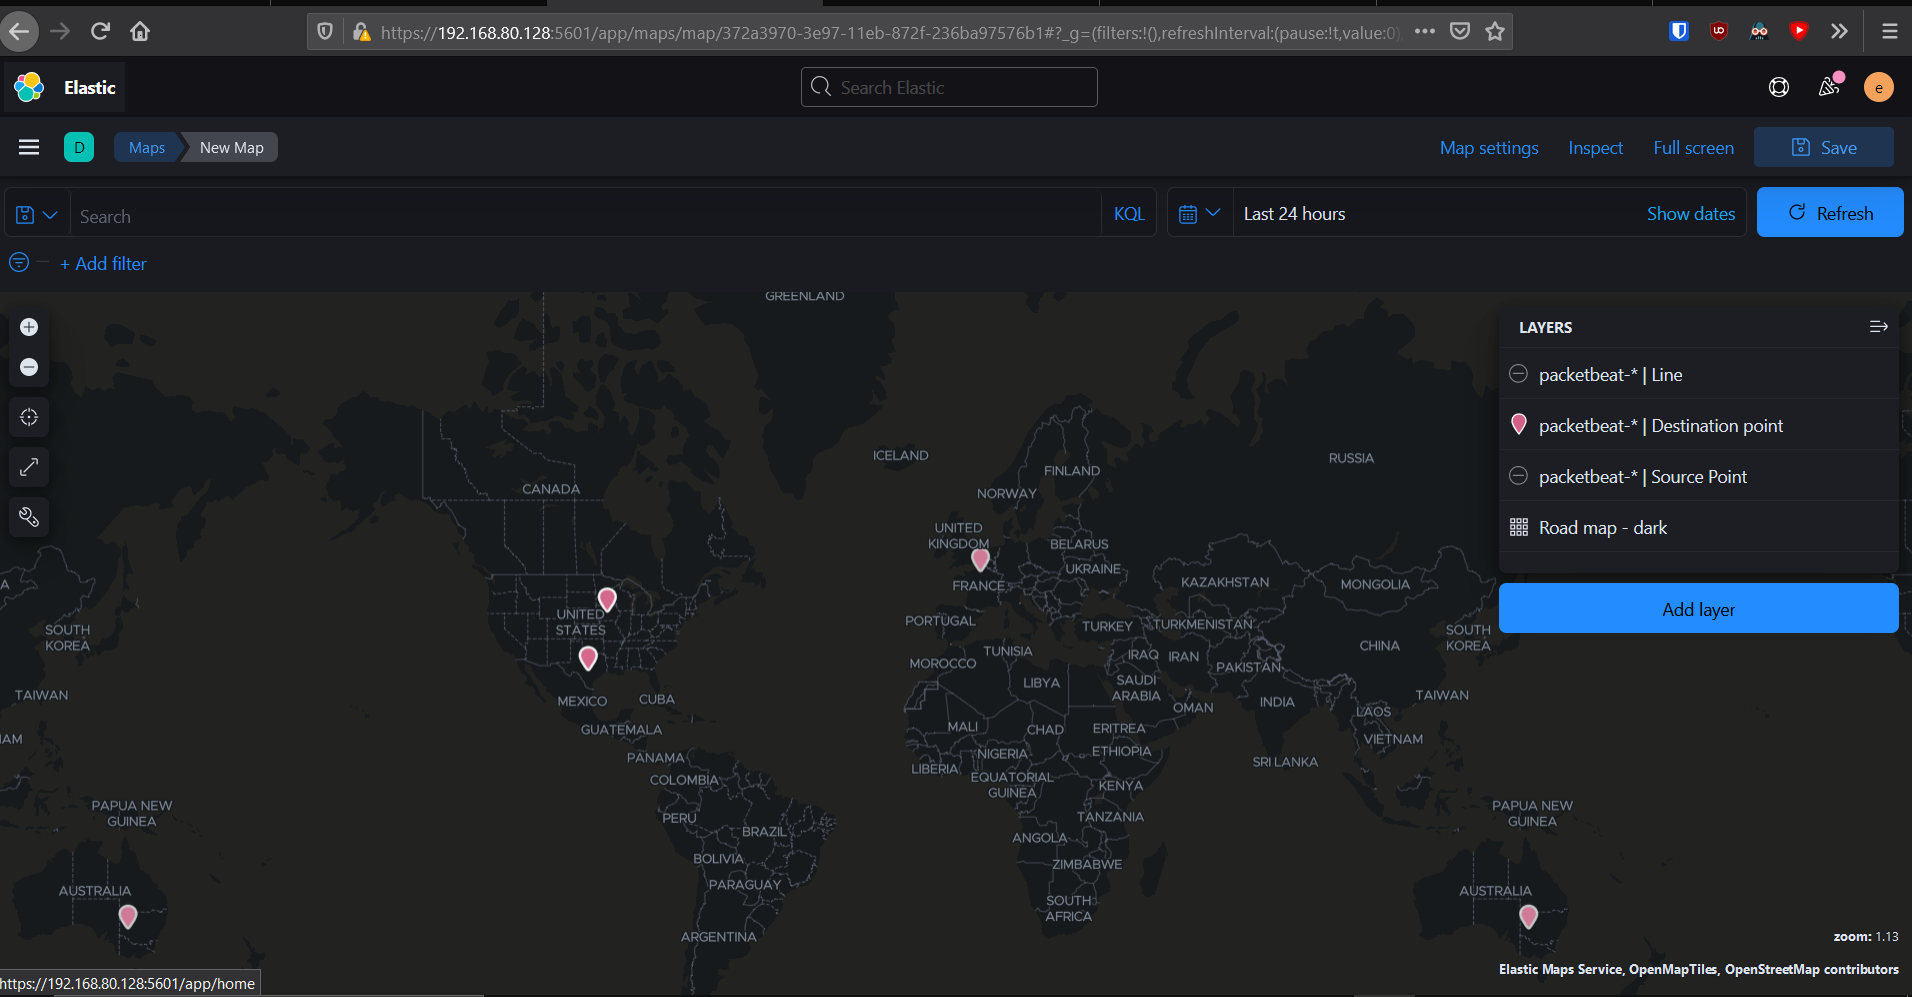 https://192.168.80.128:5601/app/maps/map/372a3970-3e97-11eb-872f-236ba97576b1#?_g=(filters:!(),refreshInterval:(pause:!t,value:0)
Elastic
Search Elastic
e
D
Maps
New Map
Map settings
Inspect
Full screen
Save
Search
KQL
Last 24 hours
Show dates
Refresh
+ Add filter
LAYERS
packetbeat-* | Line
packetbeat-* | Destination point
packetbeat-* | Source Point
Road map - dark
Add layer
GREENLAND
ICELAND
RUSSIA
FINLAND
CANADA
NORWAY
UNITED
KINGDOM
BELARUS
UKRAINE
FRANCE
KAZAKHSTAN
MONGOLIA
A
UNITED
STATES
PORTUGAL
TURKEY
TURKMENISTAN
SOUTH
KOREA
SOUTH
KOREA
CHINA
TUNISIA
IRAQ
IRAN
MOROCCO
PAKISTAN
LIBYA
SAUDI
ARABIA
TAIWAN
TAIWAN
MEXICO
CUBA
OMAN
INDIA
LAOS
GUATEMALA
MALI
CHAD
ERITREA
AM
VIETNAM
PANAMA
NIGERIA
ETHIOPIA
LIBERIA
SRI LANKA
COLOMBIA
EQUATORIAL
GUINEA
KENYA
PAPUA NEW
GUINEA
PAPUA NEW
GUINEA
PERU
TANZANIA
BRAZIL
ANGOLA
BOLIVIA
ZIMBABWE
PARAGUAY
AUSTRALIA
AUSTRALIA
SOUTH
AFRICA
ARGENTINA
zoom: 1.13
Elastic Maps Service, OpenMapTiles, OpenStreetMap contributors
https://192.168.80.128:5601/app/home